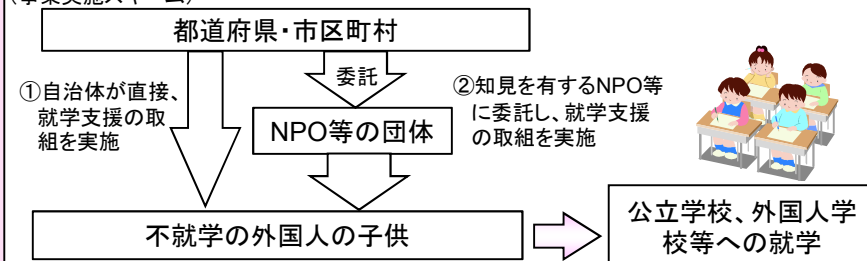 (事業実施スキーム)
都道府県・市区町村
委託
①自治体が直接、
就学支援の取
組を実施
②知見を有するNPO等
に委託し、就学支援
の取組を実施
NPO等の団体
不就学の外国人の子供
公立学校、外国人学
校等への就学